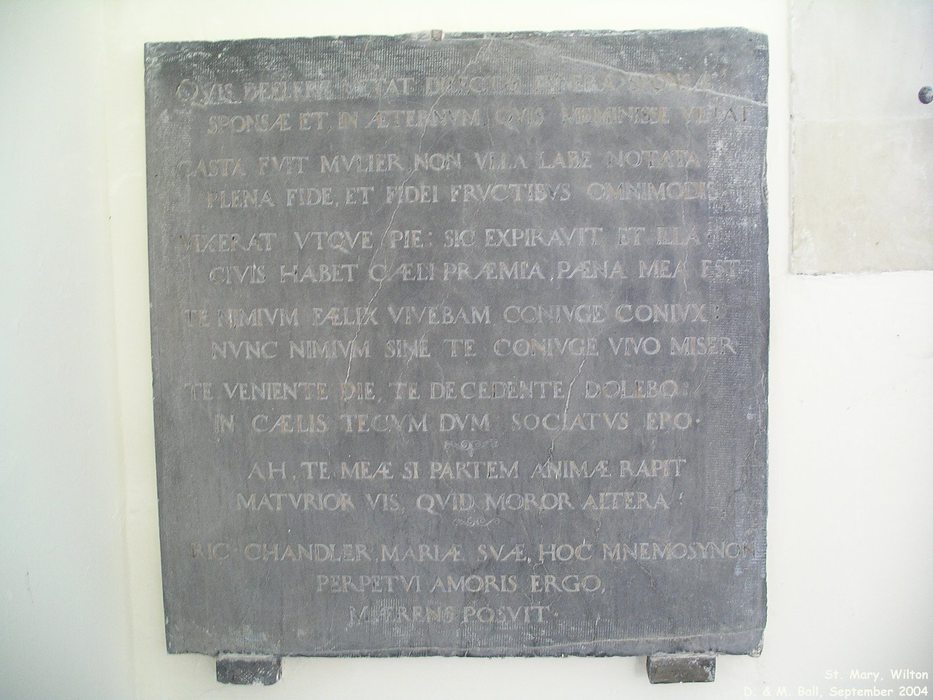 QVIS DEFLERE VETAT DILECTÆ FVNERA SPONSÆ
SPONSÆ ET, IN ÆTERNVM, QVIS MEMINISSE VETAT
CASTA FVIT MVLIER NON VLLA LABE NOTATA
PLENA FIDE, ET FIDEI FRVCTIBVS OMNIMODIS.
VIXERAT VTQVE PIE: SIC EXPIRAVIT ET ILLA
CIVIS HABET CÆLI PRÆMIA, PÆNA MEA EST
TE NIMIVM FÆLIX VIVEBAM CONIVGE CONIVX:
NVNC NIMIVM SINE TE CONIVGE VIVO MISER
TE VENIENTE DIE, TE DECEDENTE DOLEBO:
IN CÆLIS TECVM DVM SOCIATVS ERO.
AH, TE MEÆ SI PARTEM ANIMÆ RAPIT
MATVRIOR VIS, QVID MOROR ALTERA
RIC: CHANDLER, MARIÆ SVÆ, HOC MNEMOSYNON
PERPETVI AMORIS ERGO,
MÆRENS POSVIT.
St. Mary, Wilton
D. & M. Ball, September 2004